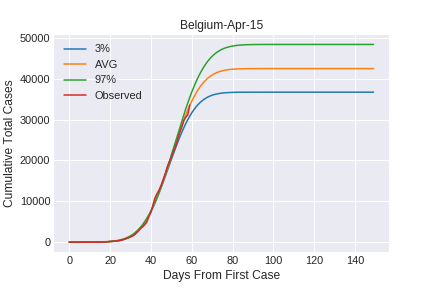 Belgium-Apr-15
50000
40000
30000
20000
10000
0
3%
AVG
97%
Observed
Cumulative Total Cases
0 20 40 60 80 100 120 140
Days From First Case